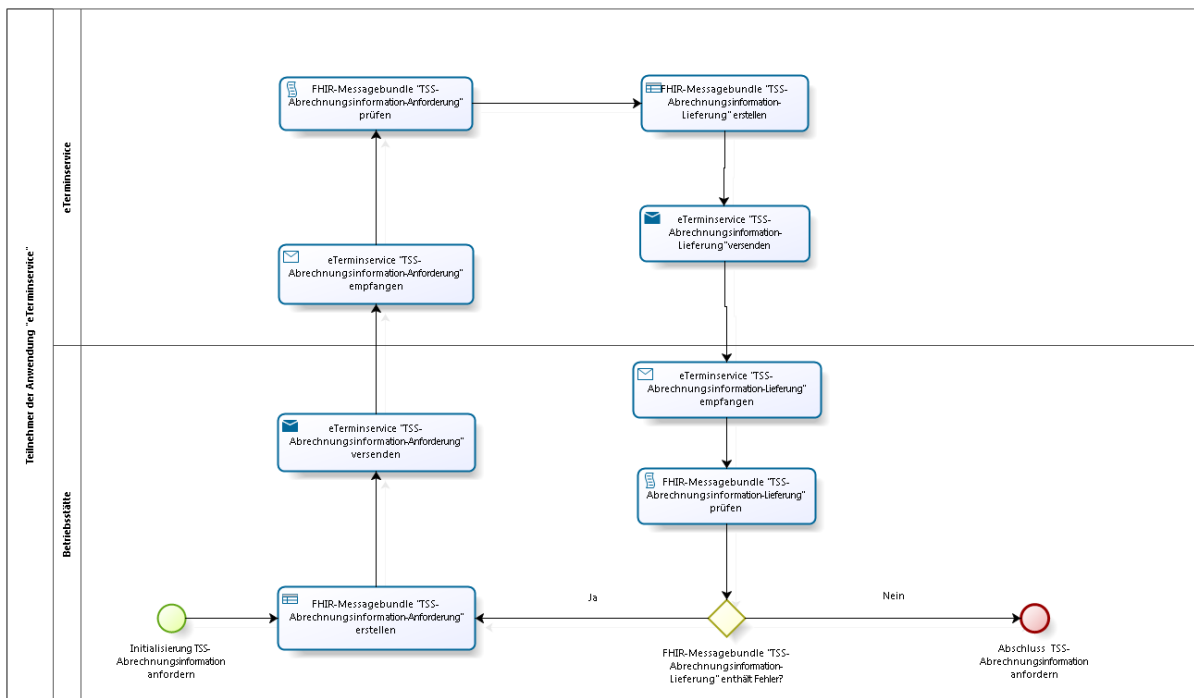 Teilnehmer der Anwendung "eTerminservice"
eTerminservice
FHIR-Messagebundle "TSS-
Abrechnungsinformation-Anforderung"
prüfen
FHIR-Messagebundle "TSS-
Abrechnungsinformation-
Lieferung" erstellen
eTerminservice "TSS-
Abrechnungsinformation-
Lieferung"versenden
eTerminservice "TSS-
Abrechnungsinformation-Anforderung"
empfangen
Betriebsstätte
eTerminservice "TSS-
Abrechnungsinformation-Lieferung"
empfangen
eTerminservice "TSS-
Abrechnungsinformation-Anforderung"
versenden
FHIR-Messagebundle "TSS-
Abrechnungsinformation-Lieferung"
prüfen
FHIR-Messagebundle "TSS-
Abrechnungsinformation-Anforderung"
erstellen
Ja
Nein
Initialisierung TSS-
Abrechnungsinformation
anfordern
FHIR-Messagebundle "TSS-
Abrechnungsinformation-
Lieferung" enthält Fehler?
Abschluss TSS-
Abrechnungsinformation
anfordern